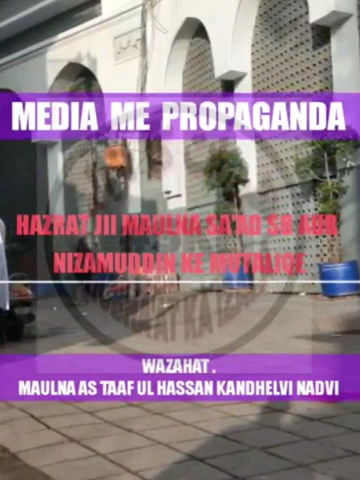 MEDIA ME PROPAGANDA
HAZRAT JII MAULNA SA'AD SB AUR
NIZAMUDDIN KE MUTALIQ!
WAZAHAT.
MAULNA AS TAAF UL HASSAN KANDHELVI NADVI